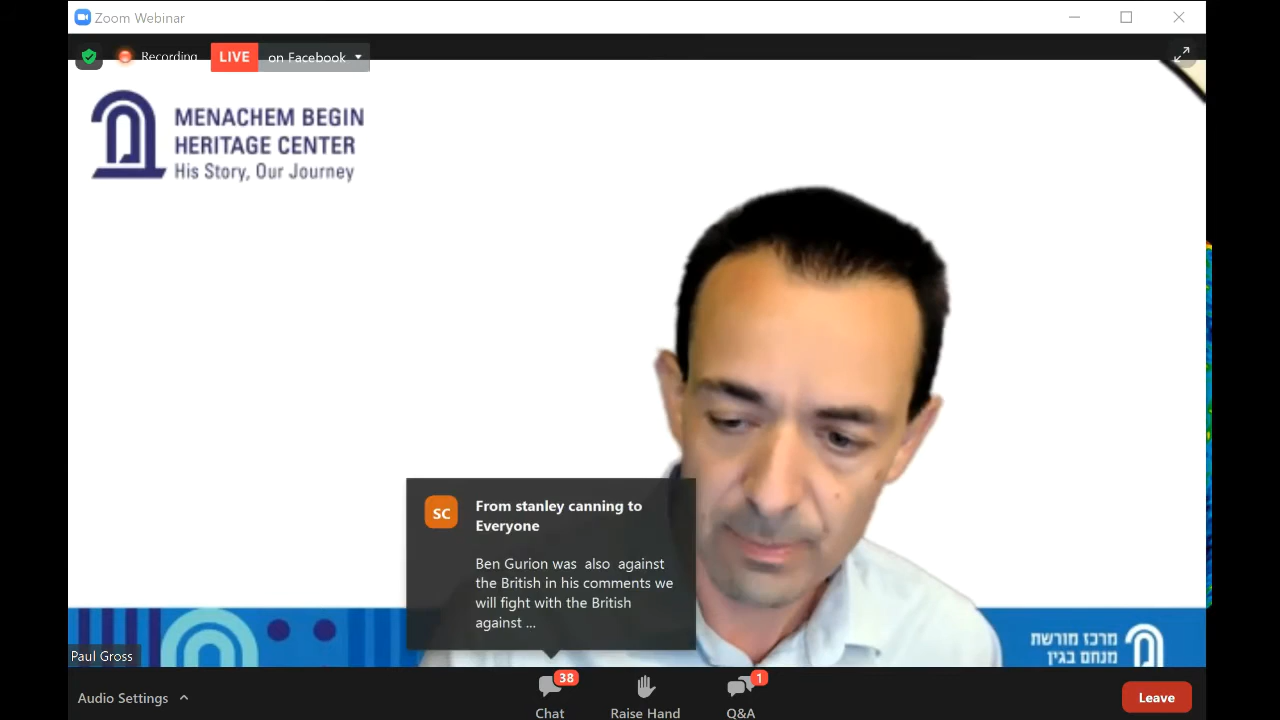 Zoom Webinar
Recording
LIVE
on Facebook
MENACHEM BEGIN
HERITAGE CENTER
His Story, Our Journey
SC
From stanley canning to
Everyone
Ben Gurion was also against
the British in his comments we
will fight with the British
against ...
מרכז מורשת
מנחם בגין
Paul Gross
Audio Settings
38
Chat
Raise Hand
1
Q&A
Leave